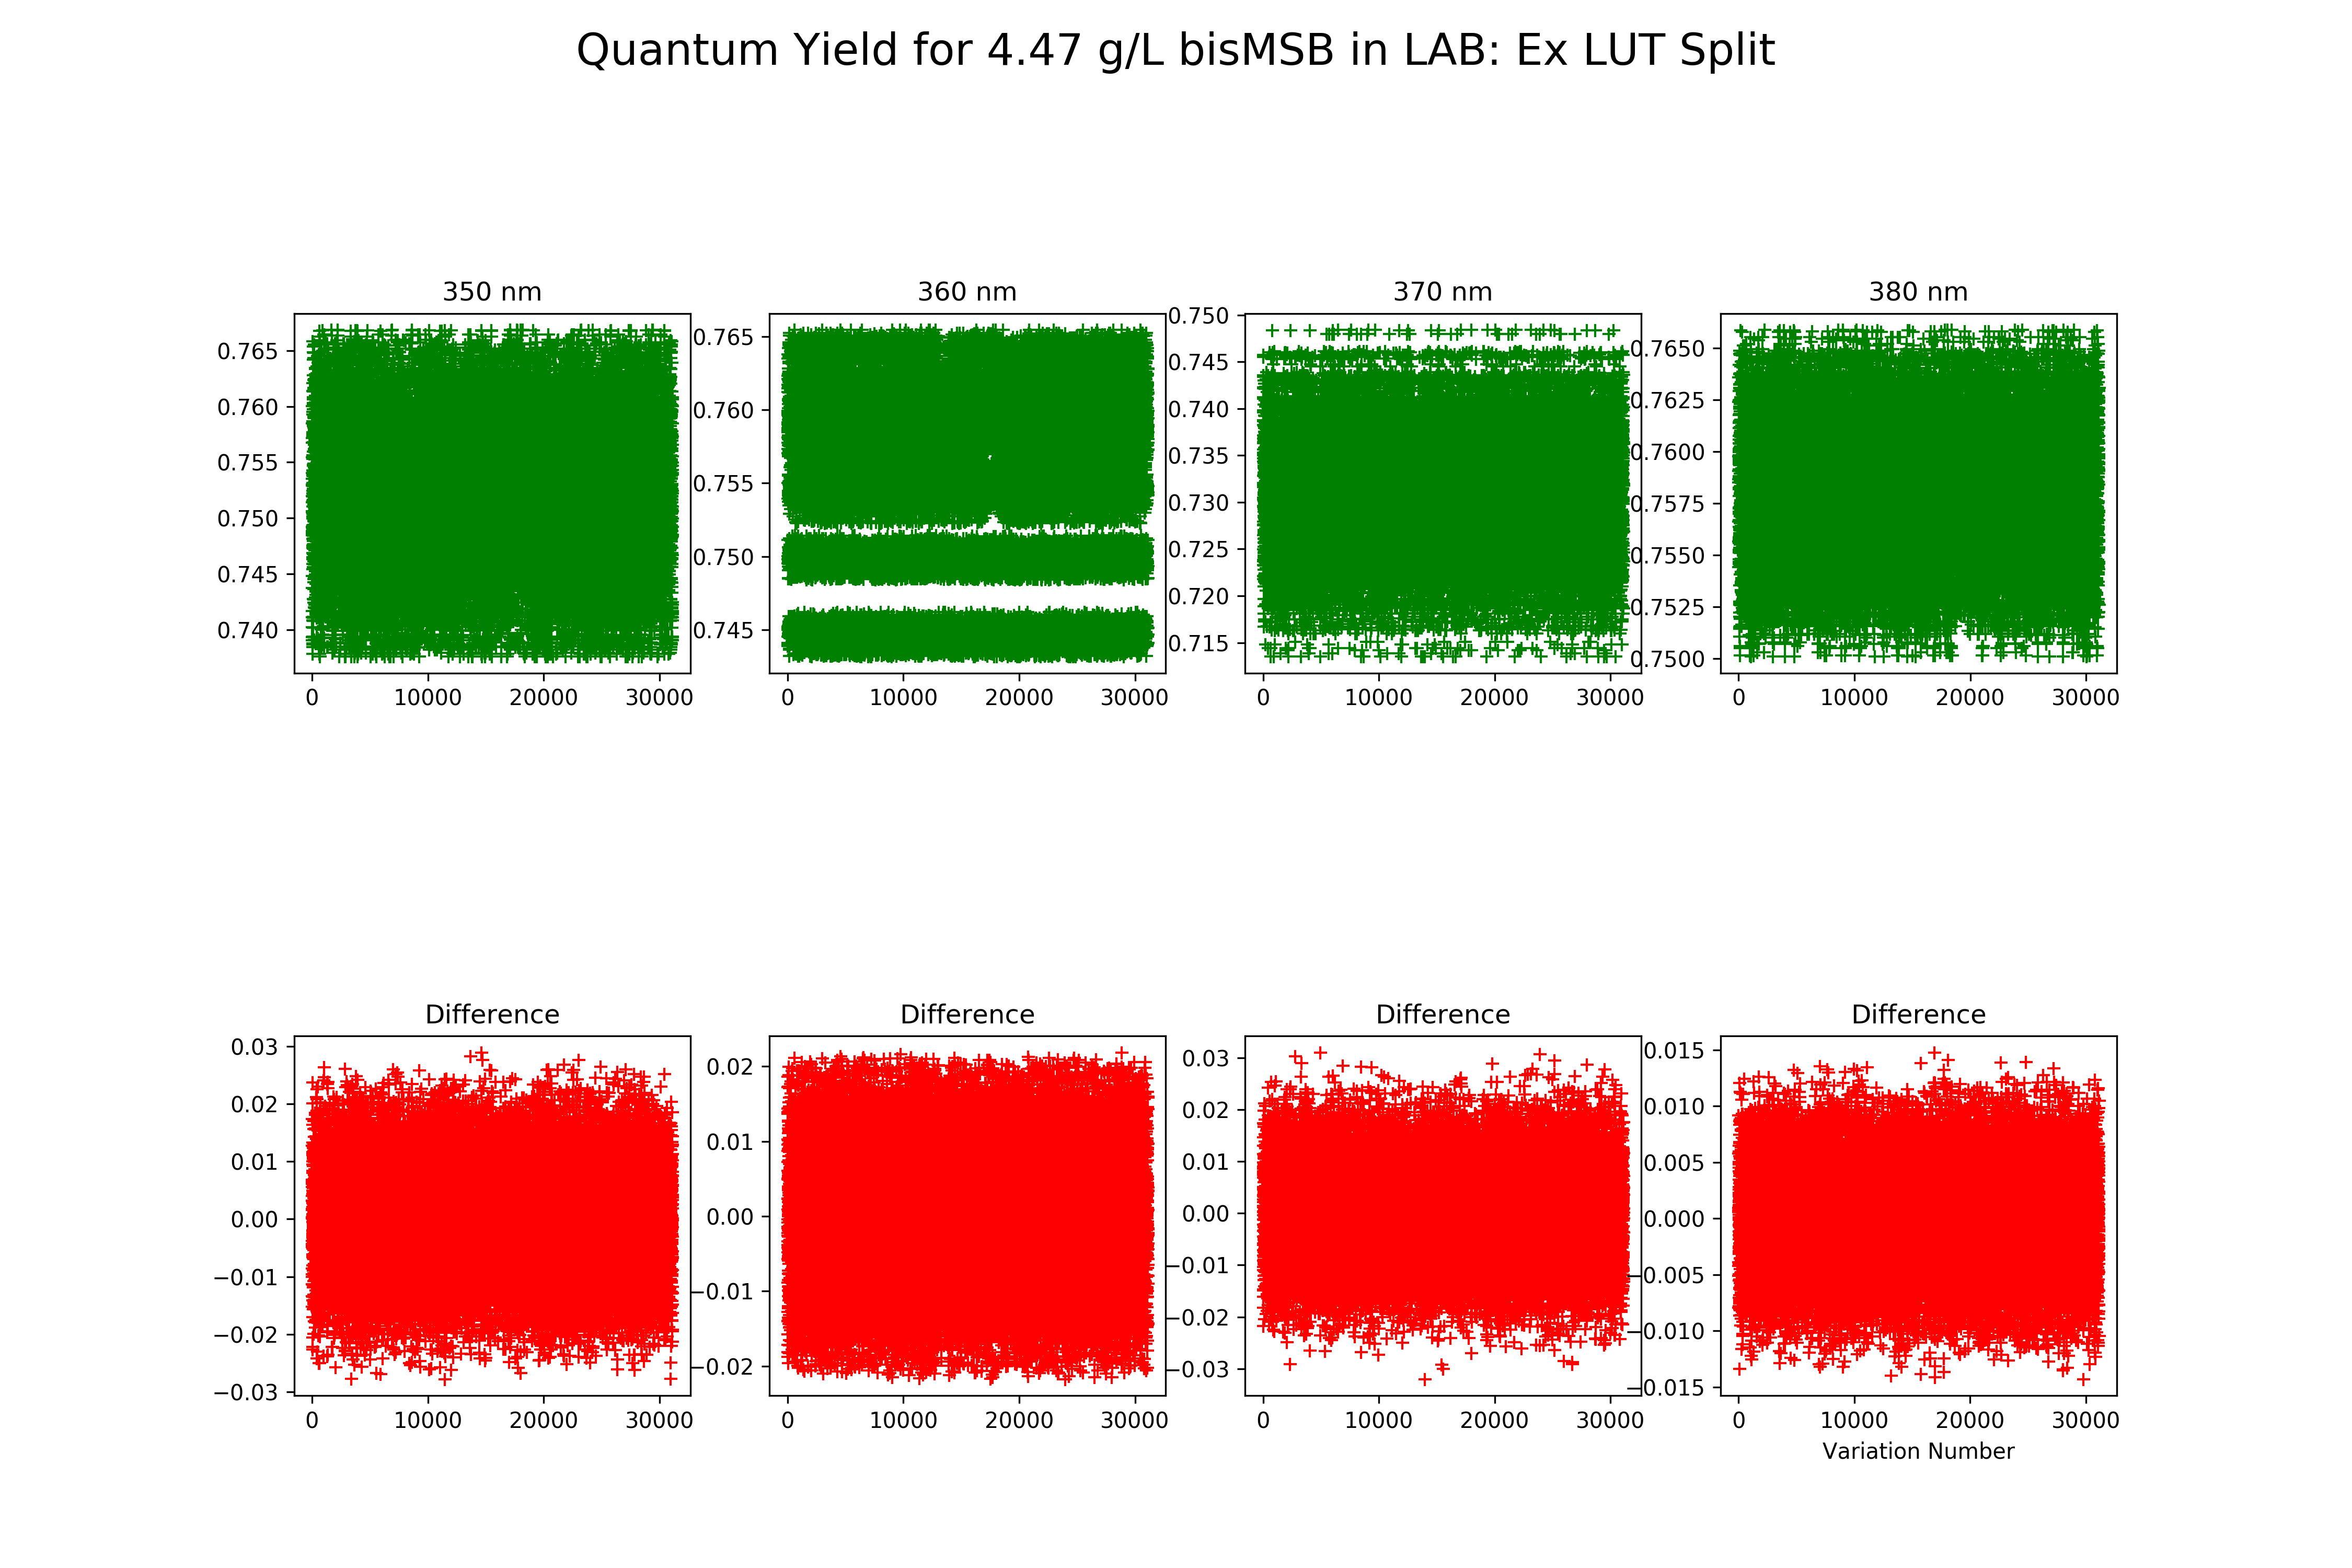 Quantum Yield for 4.47 g/L bisMSB in LAB: Ex LUT Split
350 nm
360 nm
370 nm
380 nm
0.765
0.760
0.755
0.750
0.745
0.740
0 10000 20000 30000
0.765
0.760
0.755
0.750
0.745
0 10000 20000 30000
0.750
0.745
0.740
0.735
0.730
0.725
0.720
0.715
0 10000 20000 30000
0.7650
0.7625
0.7600
0.7575
0.7550
0.7525
0.7500
0 10000 20000 30000
Difference
Difference
Difference
Difference
0.03
0.02
0.01
0.00
−0.01
−0.02
−0.03
0 10000 20000 30000
0.02
0.01
0.00
−0.01
−0.02
0 10000 20000 30000
0.03
0.02
0.01
0.00
−0.01
−0.02
−0.03
0 10000 20000 30000
0.015
0.010
0.005
0.000
−0.005
−0.010
−0.015
0 10000 20000 30000
Variation Number